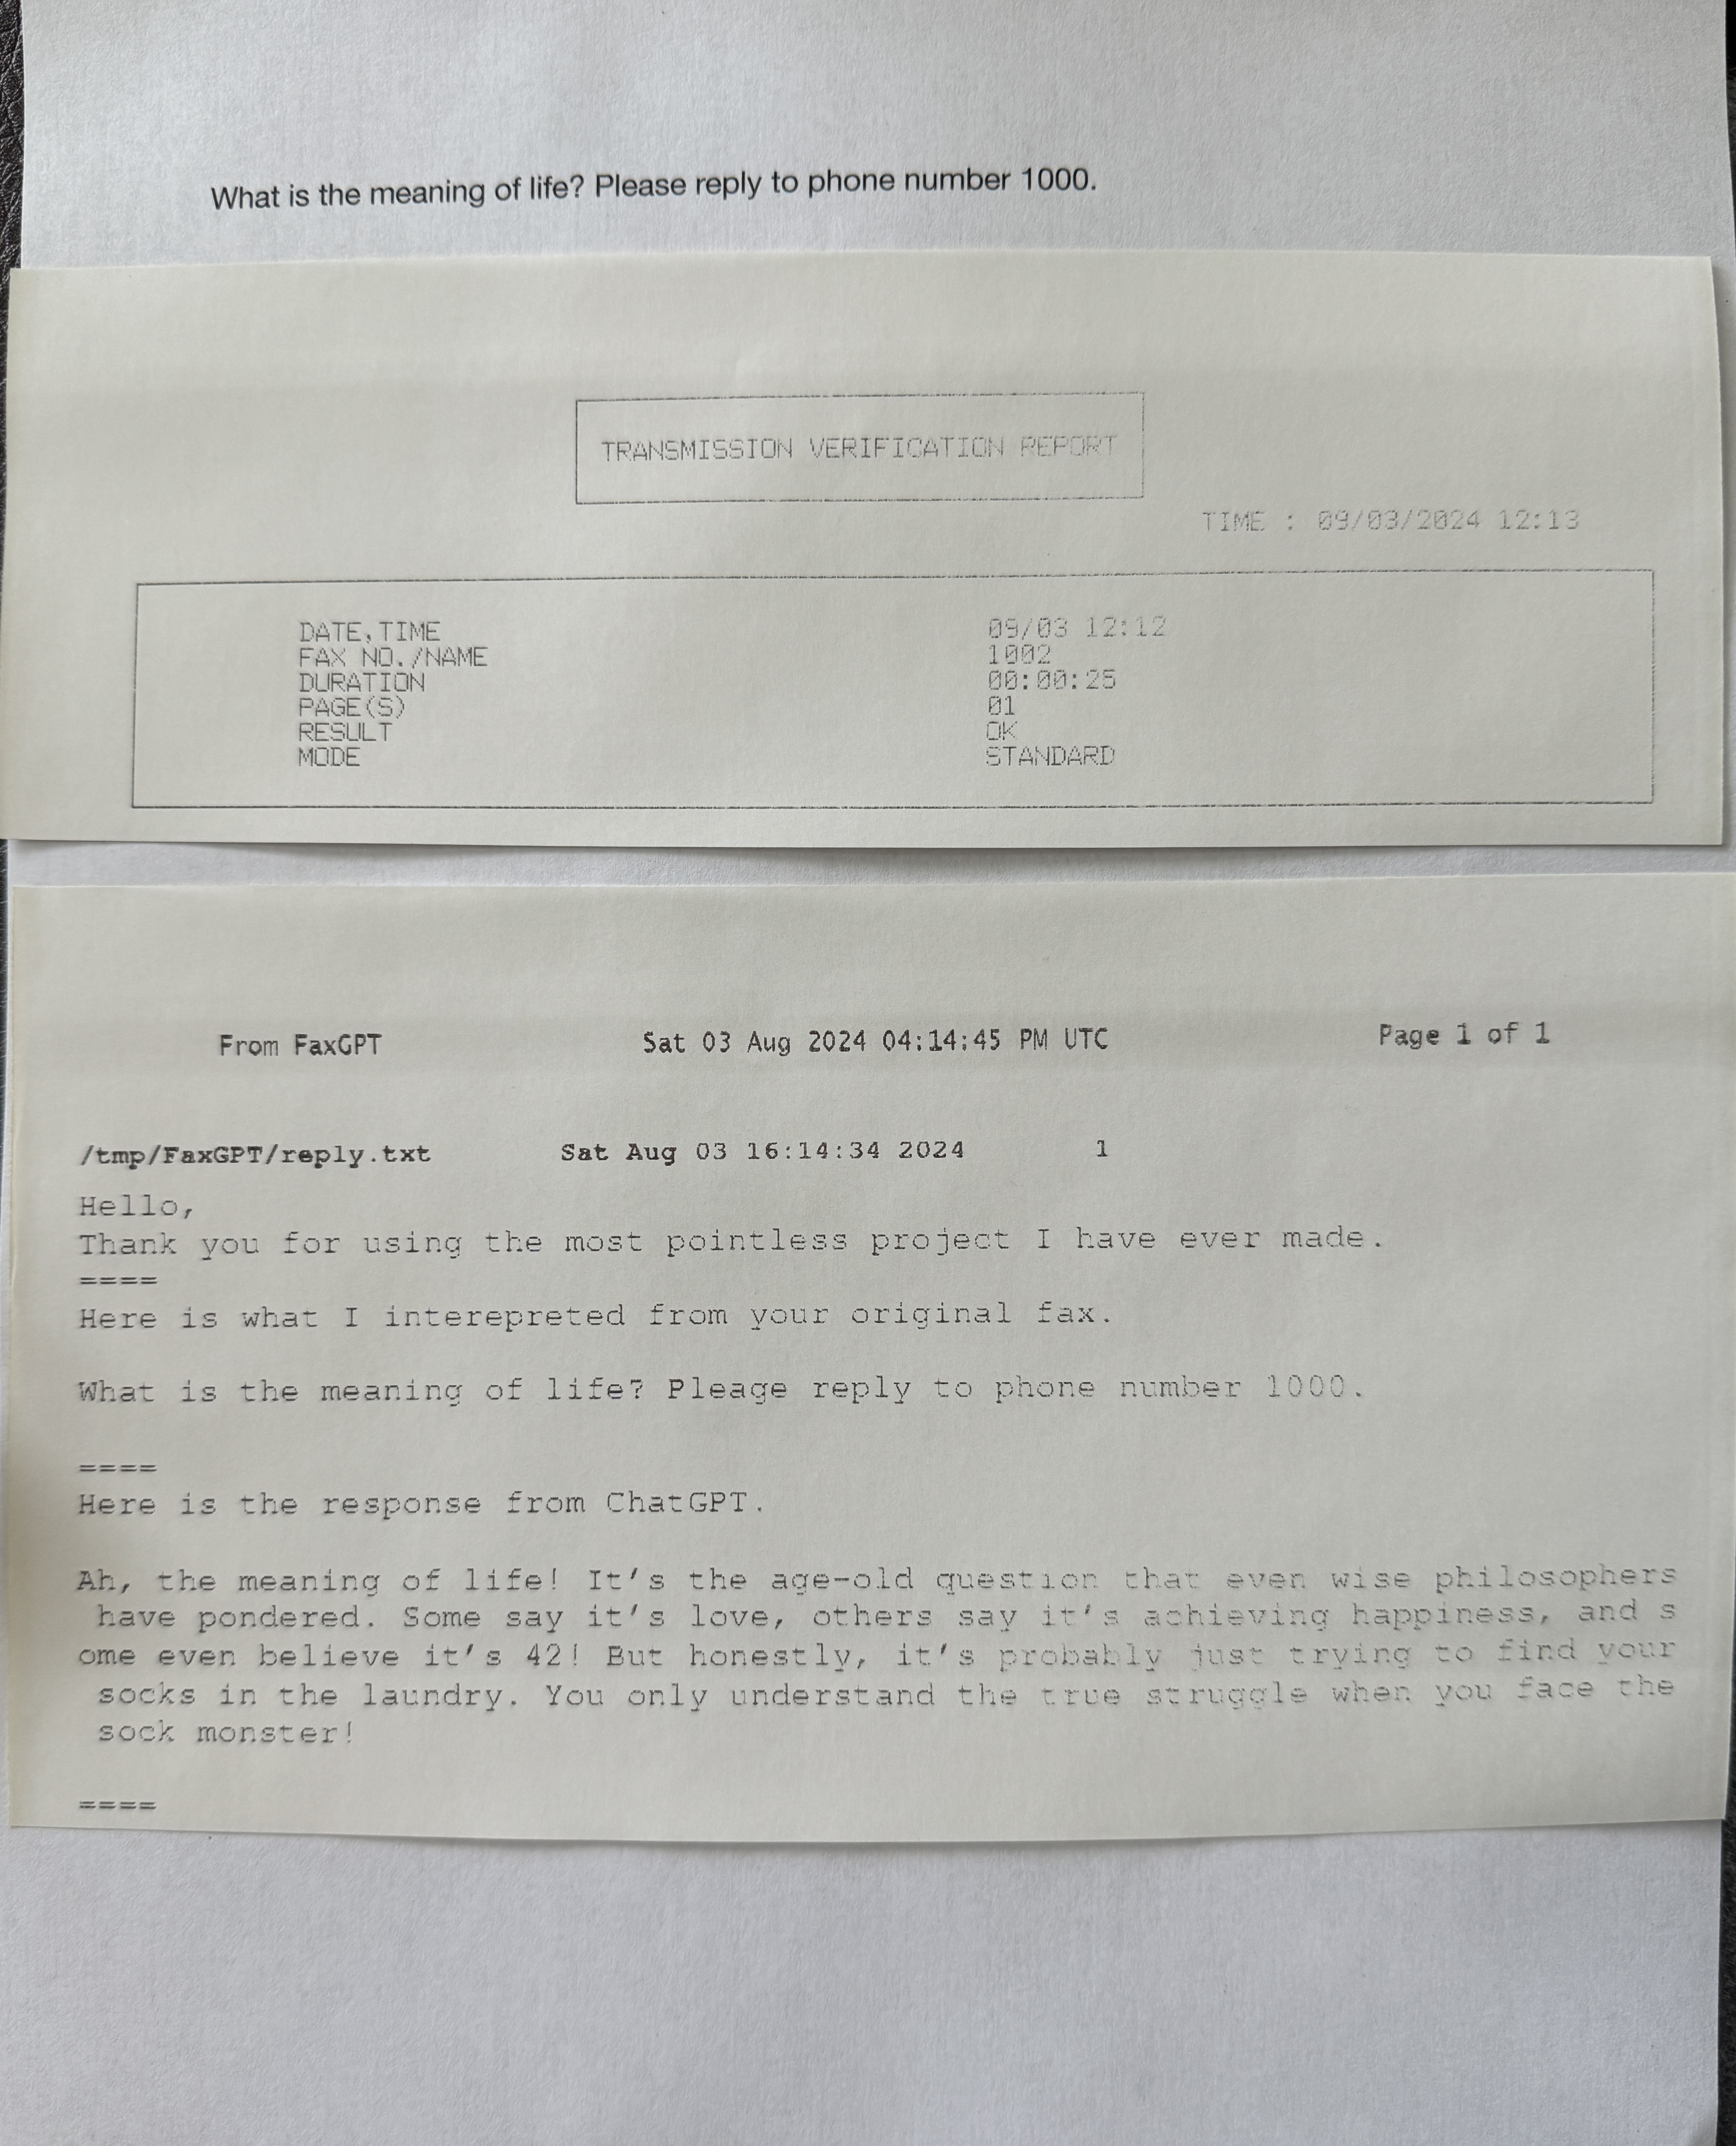 What is the meaning of life? Please reply to phone number 1000.
TRANSMISSION VERIFICATION REPORT
TIME : 09/03/2024 12:13
DATE,TIME 09/03 12:12
FAX NO./NAME 1002
DURATION 00:00:25
PAGE(S) 01
RESULT OK
MODE STANDARD
From FaxGPT Sat 03 Aug 2024 04:14:45 PM UTC Page 1 of 1
/tmp/FaxGPT/reply.txt Sat Aug 03 16:14:34 2024 1
Hello,
Thank you for using the most pointless project I have ever made.
====
Here is what I interepreted from your original fax.
What is the meaning of life? Pleage reply to phone number 1000.
====
Here is the response from ChatGPT.
Ah, the meaning of life! It's the age-old question that even wise philosophers
have pondered. Some say it's love, others say it's achieving happiness, and s
ome even believe it's 42! But honestly, it's probably just trying to find your
socks in the laundry. You only understand the true struggle when you face the
sock monster!
====